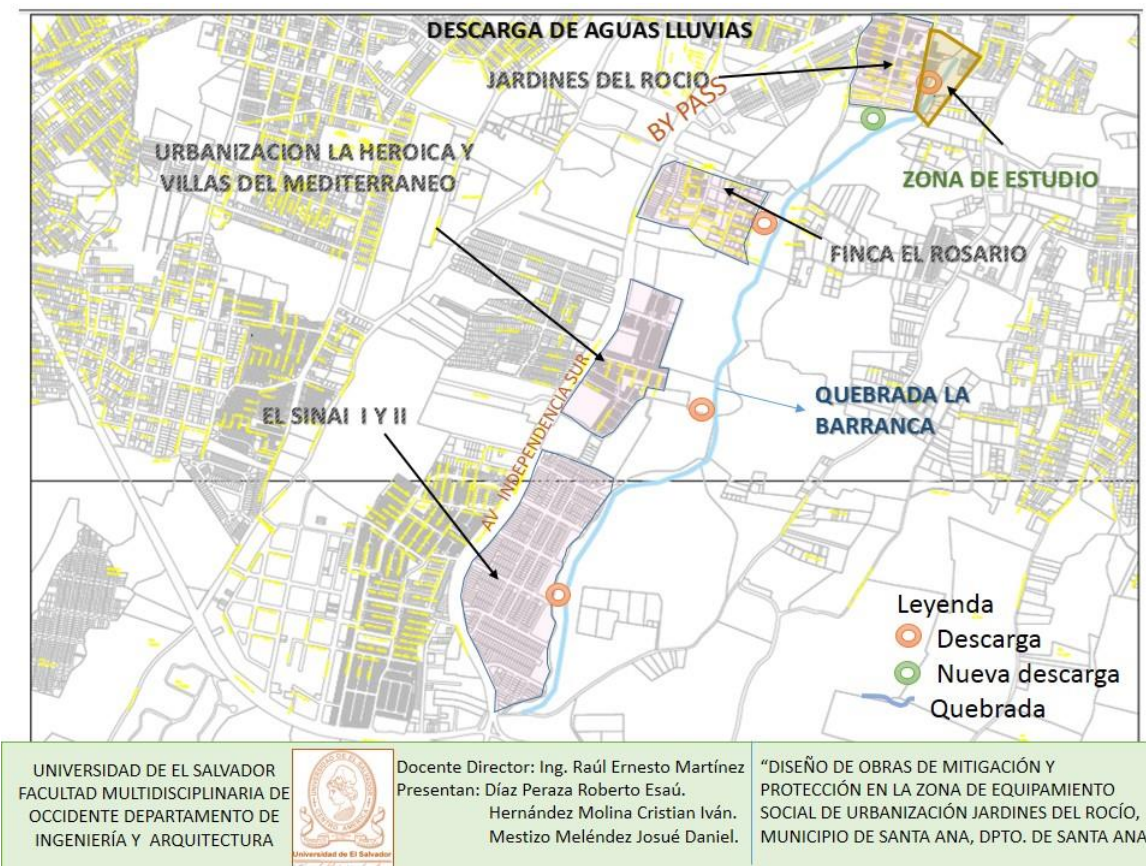 DESCARGA DE AGUAS LLUVIAS
JARDINES DEL ROCIO
BY PASS
URBANIZACION LA HEROICA Y
VILLAS DEL MEDITERRANEO
ZONA DE ESTUDIO
FINCA EL ROSARIO
AV INDEPENDENCIA SUR
QUEBRADA LA
BARRANCA
EL SINAI I Y II
Leyenda
Descarga
Nueva descarga
Quebrada
UNIVERSIDAD DE EL SALVADOR
FACULTAD MULTIDISCIPLINARIA DE
OCCIDENTE DEPARTAMENTO DE
INGENIERÍA Y ARQUITECTURA
Universidad de El Salvador
Docente Director: Ing. Raúl Ernesto Martínez
Presentan: Díaz Peraza Roberto Esaú.
Hernández Molina Cristian Iván.
Mestizo Meléndez Josué Daniel.
“DISEÑO DE OBRAS DE MITIGACIÓN Y
PROTECCIÓN EN LA ZONA DE EQUIPAMIENTO
SOCIAL DE URBANIZACIÓN JARDINES DEL ROCÍO,
MUNICIPIO DE SANTA ANA, DPTO. DE SANTA ANA